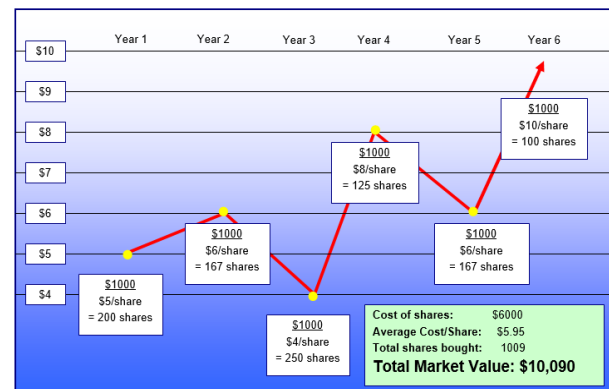 Year 1
Year 2
Year 3
Year 4
Year 5
Year 6
$10
$9
$8
$7
$6
$5
$4
$1000
$5/share
= 200 shares
$1000
$6/share
= 167 shares
$1000
$4/share
= 250 shares
$1000
$8/share
= 125 shares
$1000
$6/share
= 167 shares
$1000
$10/share
= 100 shares
Cost of shares: $6000
Average Cost/Share: $5.95
Total shares bought: 1009
Total Market Value: $10,090